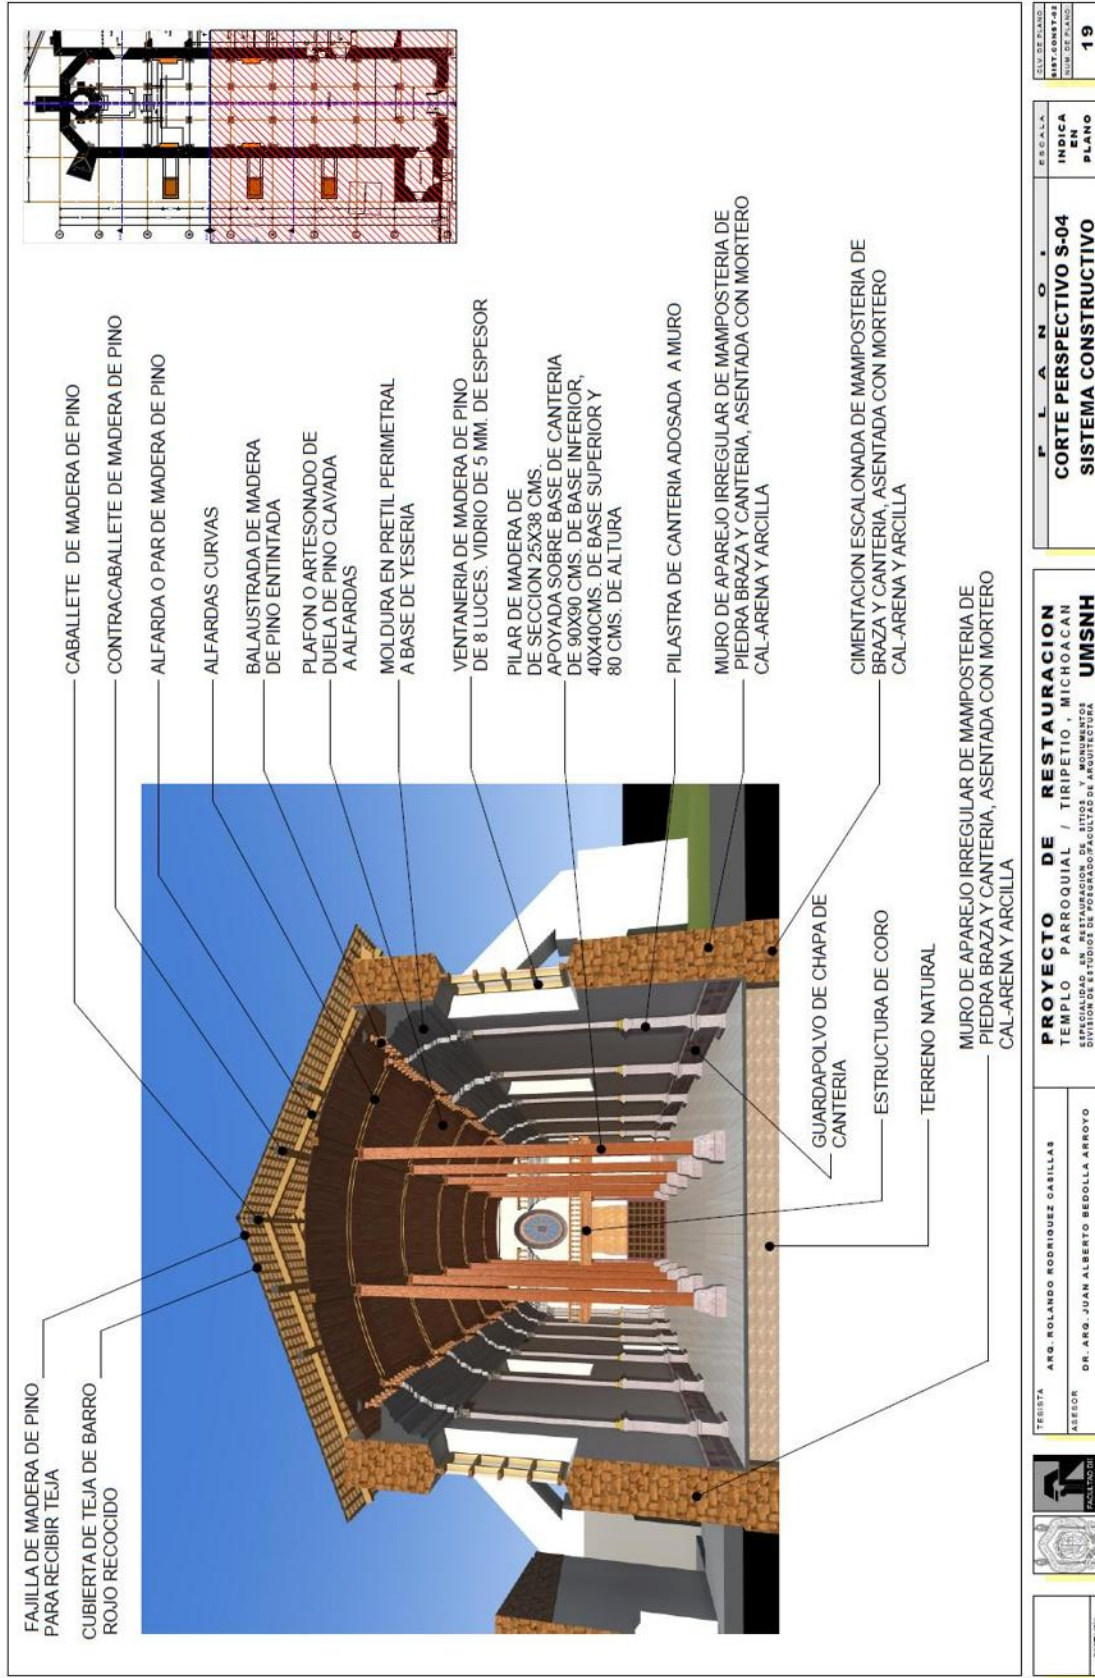 FAJILLA DE MADERA DE PINO
PARA RECIBIR TEJA
CUBIERTA DE TEJA DE BARRO
ROJO RECOCIDO
CABALLETE DE MADERA DE PINO
CONTRACABALLETE DE MADERA DE PINO
ALFARDA O PAR DE MADERA DE PINO
ALFARDAS CURVAS
BALAUSTRADA DE MADERA
DE PINO ENTINTADA
PLAFON O ARTESONADO DE
DUELA DE PINO CLAVADA
A ALFARDAS
MOLDURA EN PRETIL PERIMETRAL
A BASE DE YESERIA
VENTANERIA DE MADERA DE PINO
DE 8 LUCES. VIDRIO DE 5 MM. DE ESPESOR
PILAR DE MADERA DE
DE SECCION 25X38 CMS.
APOYADA SOBRE BASE DE CANTERIA
DE 90X90 CMS. DE BASE INFERIOR,
40X40CMS. DE BASE SUPERIOR Y
80 CMS. DE ALTURA
PILASTRA DE CANTERIA ADOSADA A MURO
MURO DE APAREJO IRREGULAR DE MAMPOSTERIA DE
PIEDRA BRAZA Y CANTERIA, ASENTADA CON MORTERO
CAL-ARENA Y ARCILLA
CIMENTACION ESCALONADA DE MAMPOSTERIA DE
BRAZA Y CANTERIA, ASENTADA CON MORTERO
CAL-ARENA Y ARCILLA
GUARDAPOLVO DE CHAPA DE
CANTERIA
ESTRUCTURA DE CORO
TERRENO NATURAL
MURO DE APAREJO IRREGULAR DE MAMPOSTERIA DE
PIEDRA BRAZA Y CANTERIA, ASENTADA CON MORTERO
CAL-ARENA Y ARCILLA
FACULTAD DE
TESISTA
ARQ. ROLANDO RODRIGUEZ CASILLAS
ASESOR
DR. ARQ. JUAN ALBERTO BEDOLLA ARROYO
PROYECTO DE RESTAURACION
TEMPLO PARROQUIAL / TIRIPETIO, MICHOACAN
ESPECIALIDAD EN RESTAURACION DE SITIOS Y MONUMENTOS
DIVISION DE ESTUDIOS DE POSGRADO/FACULTAD DE ARQUITECTURA
UMSNH
PLANO:
CORTE PERSPECTIVO S-04
SISTEMA CONSTRUCTIVO
ESCALA
INDICA
EN
PLANO
CLV. DE PLANO
SIST.CONST-02
NUM. DE PLANO:
19